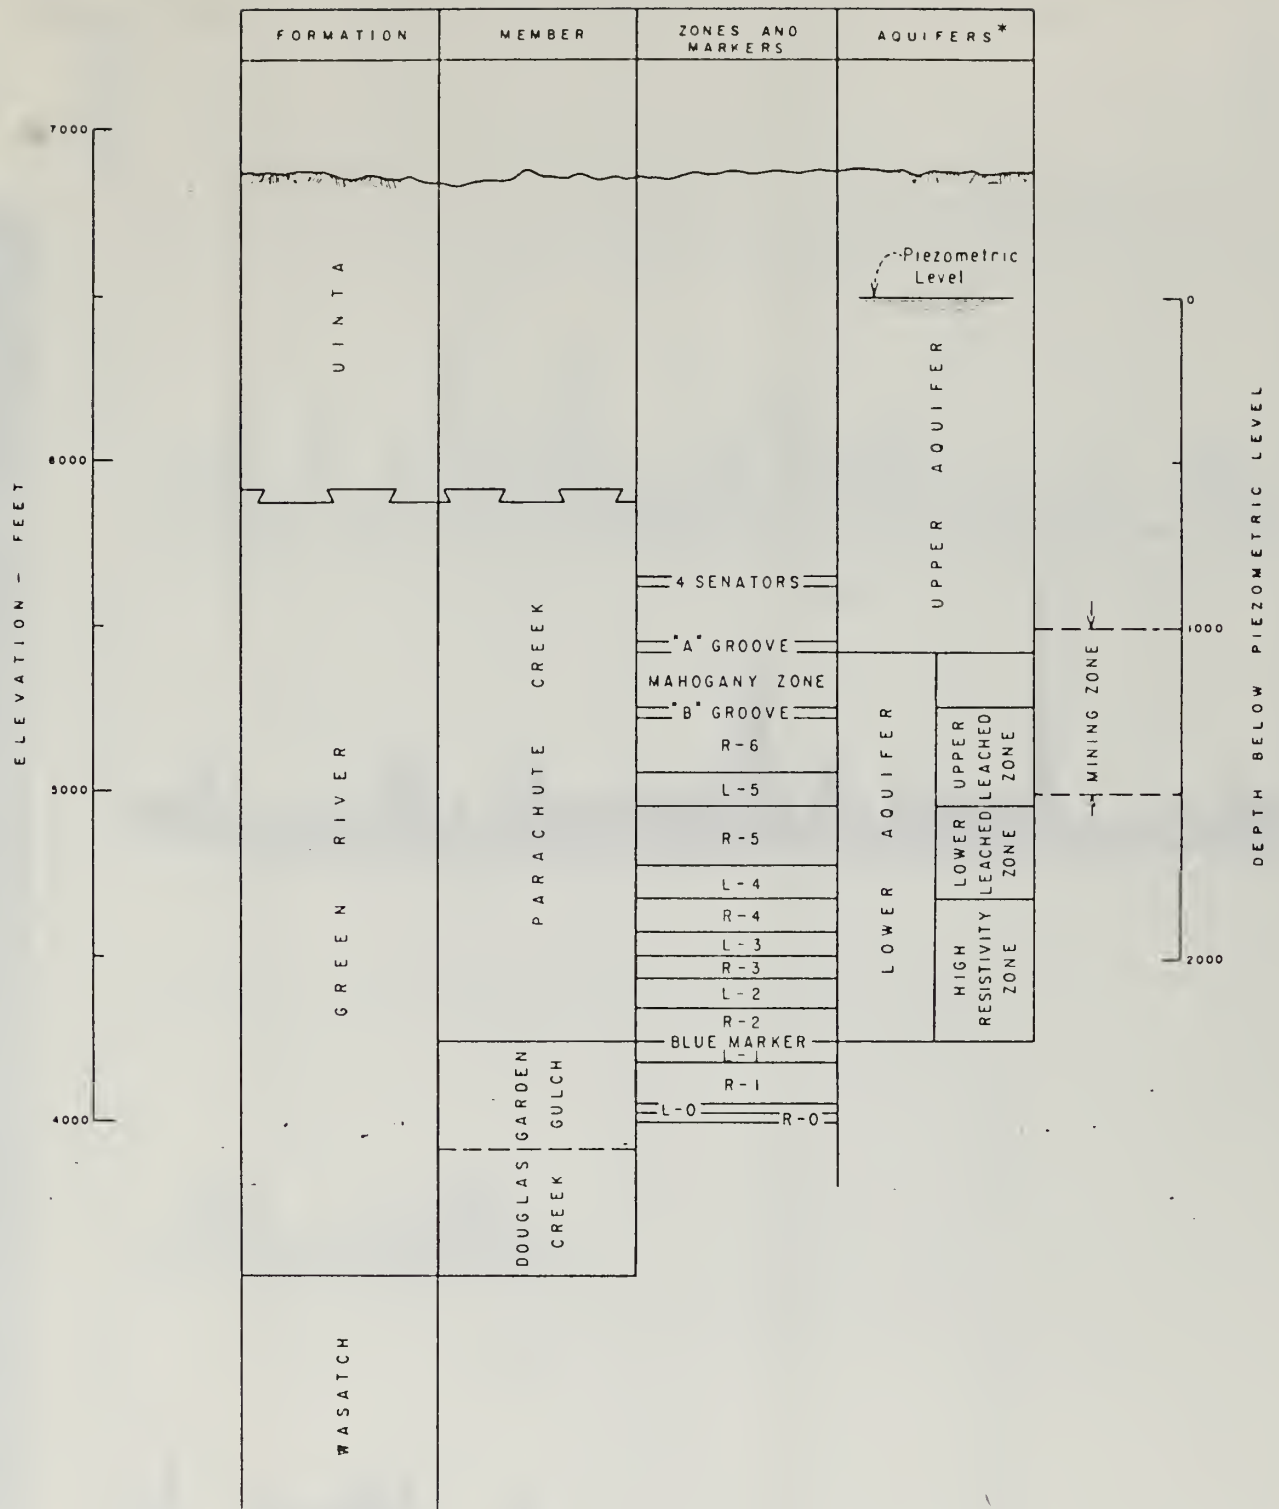 FORMATION
MEMBER
ZONES AND
MARKERS
AQUIFERS*
7000
6000
5000
4000
ELEVATION - FEET
UINTA
GREEN RIVER
WASATCH
PARACHUTE CREEK
GARDEN
GULCH
DOUGLAS
CREEK
4 SENATORS
"A" GROOVE
MAHOGANY ZONE
"B" GROOVE
R-6
L-5
R-5
L-4
R-4
L-3
R-3
L-2
R-2
BLUE MARKER
L-1
R-1
L-0
R-0
Piezometric
Level
UPPER AQUIFER
LOWER AQUIFER
UPPER
LEACHED
ZONE
LOWER
LEACHED
ZONE
HIGH
RESISTIVITY
ZONE
MINING ZONE
0
1000
2000
DEPTH BELOW PIEZOMETRIC LEVEL